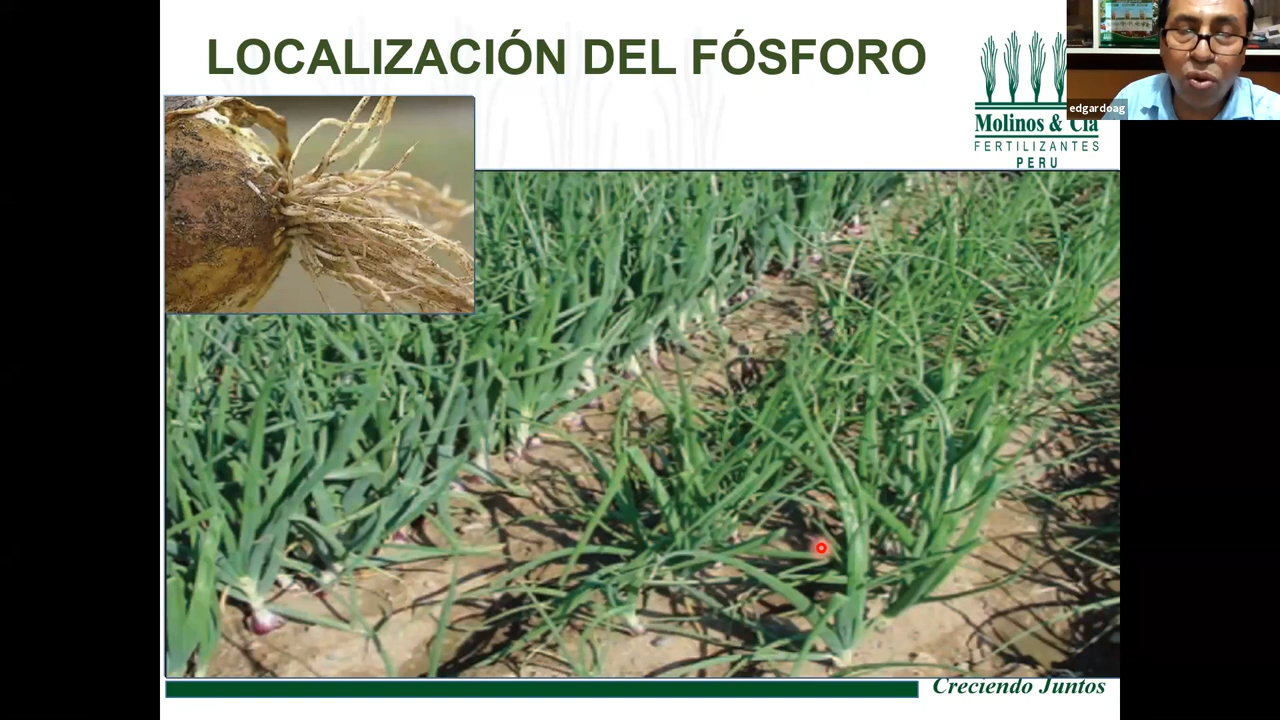 LOCALIZACIÓN DEL FÓSFORO
edgardoag
Molinos & Cía
FERTILIZANTES
PERU
Creciendo Juntos